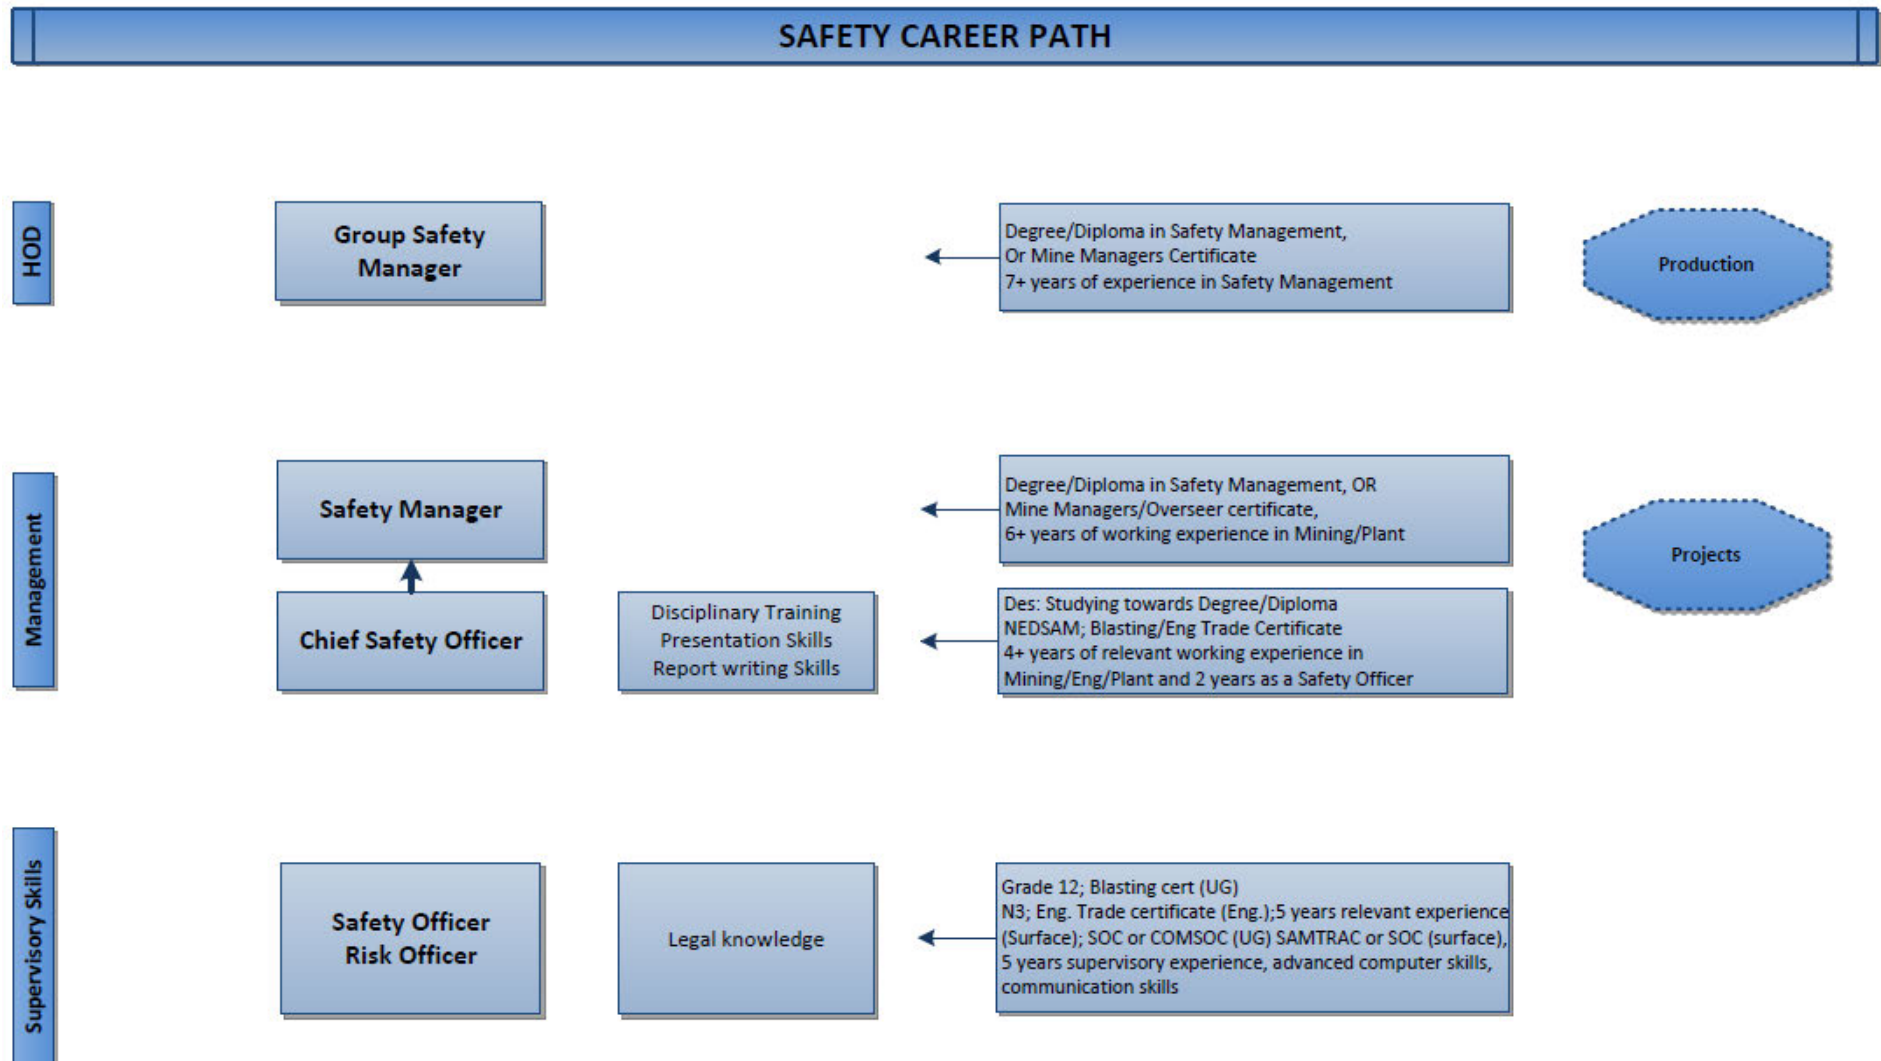 SAFETY CAREER PATH
HOD
Group Safety
Manager
Degree/Diploma in Safety Management,
Or Mine Managers Certificate
7+ years of experience in Safety Management
Production
Management
Safety Manager
Degree/Diploma in Safety Management, OR
Mine Managers/Overseer certificate,
6+ years of working experience in Mining/Plant
Projects
Chief Safety Officer
Disciplinary Training
Presentation Skills
Report writing Skills
Des: Studying towards Degree/Diploma
NEDSAM; Blasting/Eng Trade Certificate
4+ years of relevant working experience in
Mining/Eng/Plant and 2 years as a Safety Officer
Supervisory Skills
Safety Officer
Risk Officer
Legal knowledge
Grade 12; Blasting cert (UG)
N3; Eng. Trade certificate (Eng.);5 years relevant experience
(Surface); SOC or COMSOC (UG) SAMTRAC or SOC (surface),
5 years supervisory experience, advanced computer skills,
communication skills